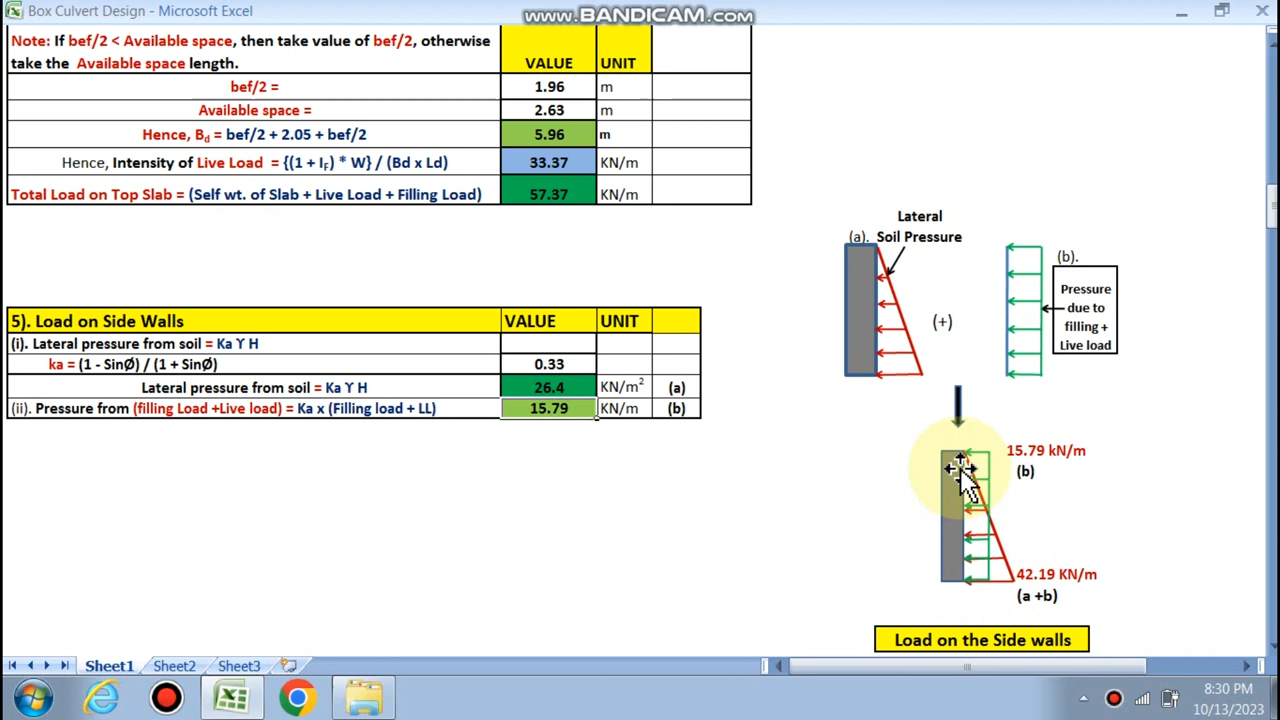 Box Culvert Design - Microsoft Excel
www.BANDICAM.com
Note: If bef/2 < Available space, then take value of bef/2, otherwise
take the Available space length. VALUE UNIT
bef/2 = 1.96 m
Available space = 2.63 m
Hence, Bd = bef/2 + 2.05 + bef/2 5.96 m
Hence, Intensity of Live Load = {(1 + IF) * W} / (Bd x Ld) 33.37 KN/m
Total Load on Top Slab = (Self wt. of Slab + Live Load + Filling Load) 57.37 KN/m
5). Load on Side Walls VALUE UNIT
(i). Lateral pressure from soil = Ka ϒ H
ka = (1 - SinØ) / (1 + SinØ) 0.33
Lateral pressure from soil = Ka ϒ H 26.4 KN/m2 (a)
(ii). Pressure from (filling Load +Live load) = Ka x (Filling load + LL) 15.79 KN/m (b)
Lateral
(a). Soil Pressure
(b).
(+)
Pressure
due to
filling +
Live load
15.79 kN/m
(b)
42.19 KN/m
(a +b)
Load on the Side walls
Sheet1 Sheet2 Sheet3
8:30 PM
10/13/2023